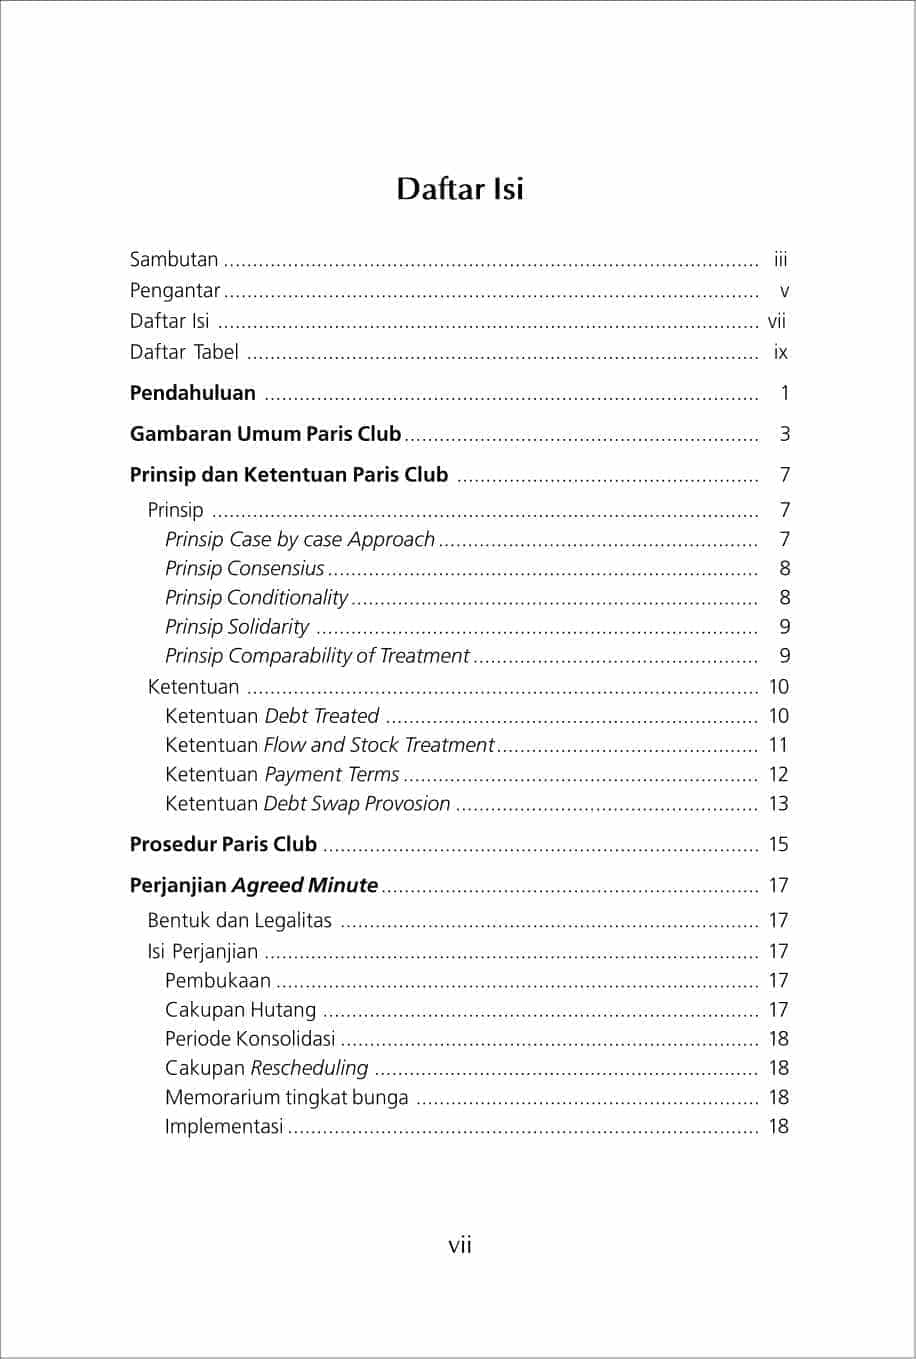 Daftar Isi
Sambutan ........................................................................................... iii
Pengantar ........................................................................................... v
Daftar Isi ........................................................................................... vii
Daftar Tabel ....................................................................................... ix
Pendahuluan ..................................................................................... 1
Gambaran Umum Paris Club ............................................................. 3
Prinsip dan Ketentuan Paris Club .................................................... 7
Prinsip .............................................................................................. 7
Prinsip Case by case Approach ....................................................... 7
Prinsip Consensius .......................................................................... 8
Prinsip Conditionality ...................................................................... 8
Prinsip Solidarity ............................................................................ 9
Prinsip Comparability of Treatment ................................................. 9
Ketentuan ........................................................................................ 10
Ketentuan Debt Treated ................................................................ 10
Ketentuan Flow and Stock Treatment ............................................. 11
Ketentuan Payment Terms ............................................................. 12
Ketentuan Debt Swap Provosion .................................................... 13
Prosedur Paris Club ........................................................................... 15
Perjanjian Agreed Minute ................................................................. 17
Bentuk dan Legalitas ........................................................................ 17
Isi Perjanjian ..................................................................................... 17
Pembukaan ................................................................................... 17
Cakupan Hutang ........................................................................... 17
Periode Konsolidasi ........................................................................ 18
Cakupan Rescheduling .................................................................. 18
Memorarium tingkat bunga ........................................................... 18
Implementasi ................................................................................. 18
vii